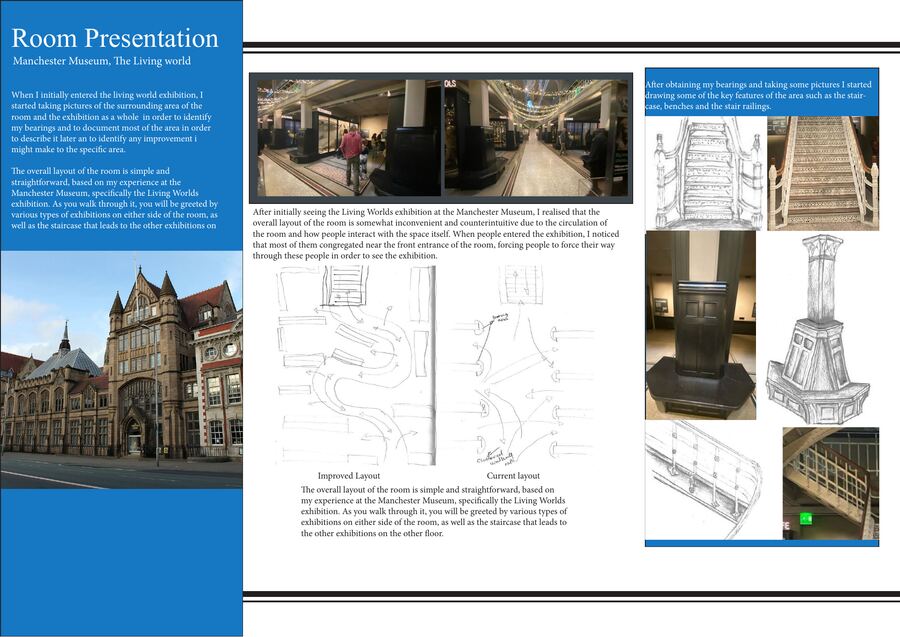 Room Presentation
Manchester Museum, The Living world
When I initially entered the living world exhibition, I
started taking pictures of the surrounding area of the
room and the exhibition as a whole in order to identify
my bearings and to document most of the area in order
to describe it later an to identify any improvement i
might make to the specific area.
The overall layout of the room is simple and
straightforward, based on my experience at the
Manchester Museum, specifically the Living Worlds
exhibition. As you walk through it, you will be greeted by
various types of exhibitions on either side of the room, as
well as the staircase that leads to the other exhibitions on
OLS
After initially seeing the Living Worlds exhibition at the Manchester Museum, I realised that the
overall layout of the room is somewhat inconvenient and counterintuitive due to the circulation of
the room and how people interact with the space itself. When people entered the exhibition, I noticed
that most of them congregated near the front entrance of the room, forcing people to force their way
through these people in order to see the exhibition.
Improved Layout
Current layout
The overall layout of the room is simple and straightforward, based on
my experience at the Manchester Museum, specifically the Living Worlds
exhibition. As you walk through it, you will be greeted by various types of
exhibitions on either side of the room, as well as the staircase that leads to
the other exhibitions on the other floor.
After obtaining my bearings and taking some pictures I started
drawing some of the key features of the area such as the stair-
case, benches and the stair railings.
FE